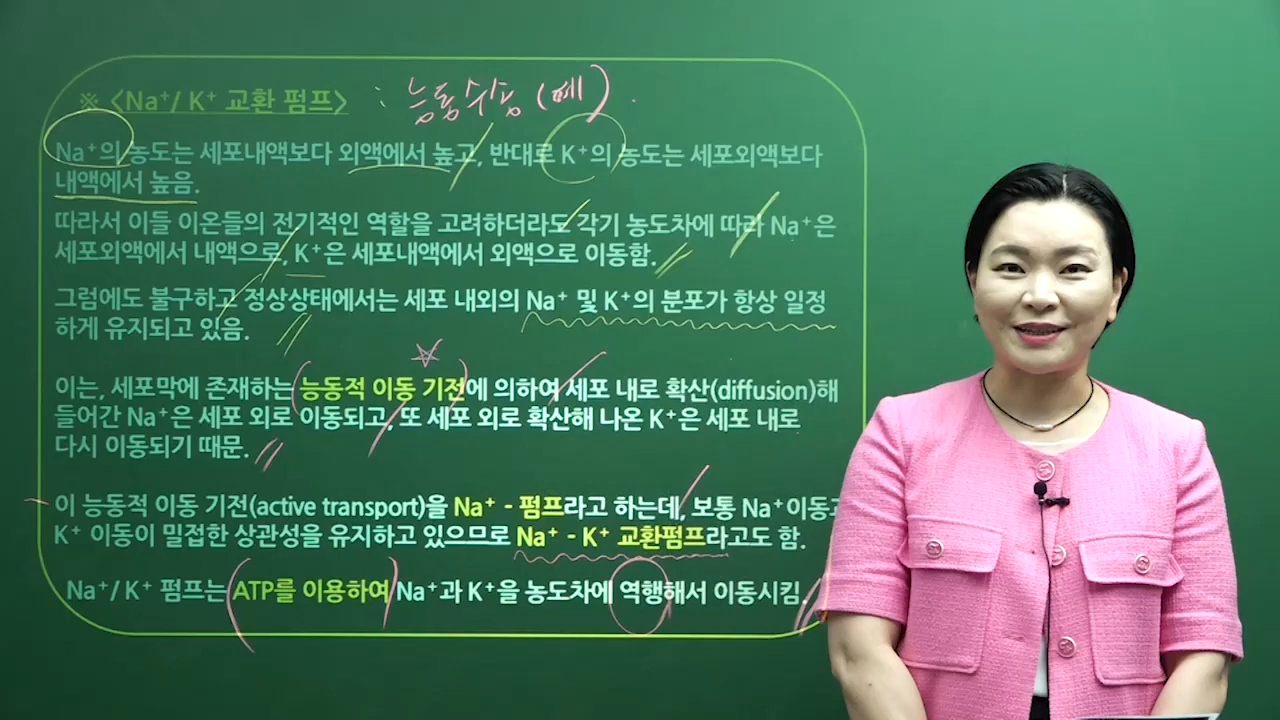 ※ <Na⁺/ K⁺ 교환 펌프> : 능동수송 (예)
Na⁺의 농도는 세포내액보다 외액에서 높고, 반대로 K⁺의 농도는 세포외액보다
내액에서 높음.
따라서 이들 이온들의 전기적인 역할을 고려하더라도 각기 농도차에 따라 Na⁺은
세포외액에서 내액으로, K⁺은 세포내액에서 외액으로 이동함.
그럼에도 불구하고 정상상태에서는 세포 내외의 Na⁺ 및 K⁺의 분포가 항상 일정
하게 유지되고 있음.
이는, 세포막에 존재하는 능동적 이동 기전에 의하여 세포 내로 확산(diffusion)해
들어간 Na⁺은 세포 외로 이동되고, 또 세포 외로 확산해 나온 K⁺은 세포 내로
다시 이동되기 때문.
이 능동적 이동 기전(active transport)을 Na⁺ - 펌프라고 하는데, 보통 Na⁺이동과
K⁺ 이동이 밀접한 상관성을 유지하고 있으므로 Na⁺ - K⁺ 교환펌프라고도 함.
Na⁺/ K⁺ 펌프는 ATP를 이용하여 Na⁺과 K⁺을 농도차에 역행해서 이동시킴.